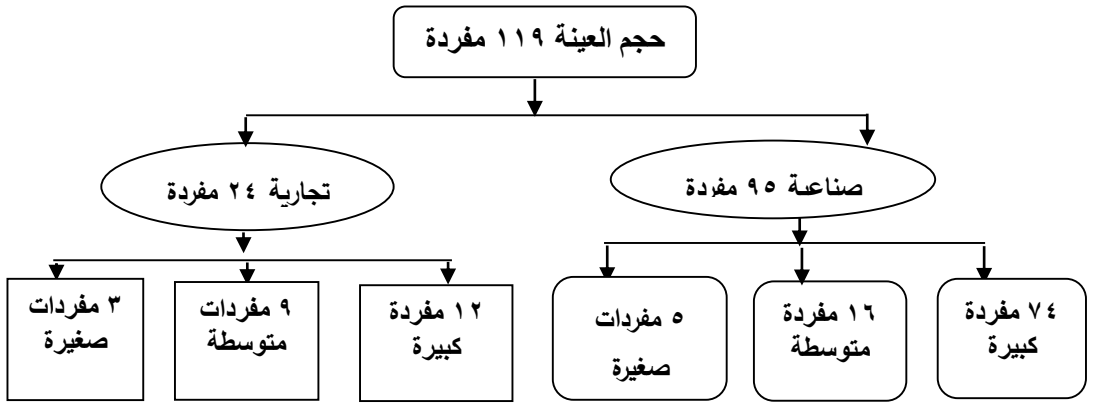 حجم العينة ١١٩ مفردة
صناعية ٩٥ مفردة
تجارية ٢٤ مفردة
٧٤ مفردة
كبيرة
١٦ مفردة
متوسطة
٥ مفردات
صغيرة
١٢ مفردة
كبيرة
٩ مفردات
متوسطة
٣ مفردات
صغيرة